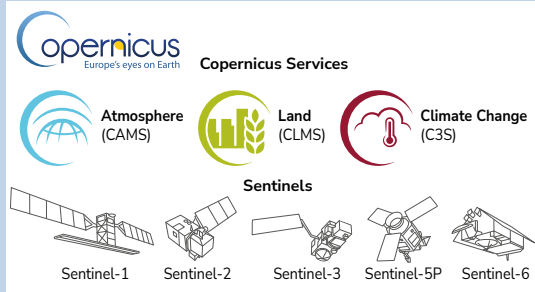 opernicus
Europe's eyes on Earth
Copernicus Services
Atmosphere
(CAMS)
Land
(CLMS)
Climate Change
(C3S)
Sentinels
Sentinel-1
Sentinel-2
Sentinel-3
Sentinel-5P
Sentinel-6